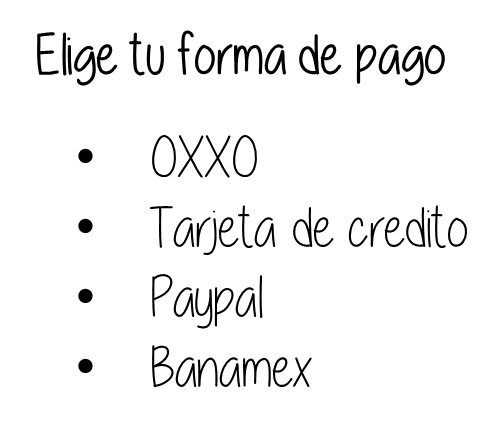 Elige tu forma de pago
• OXXO
• Tarjeta de credito
• Paypal
• Banamex